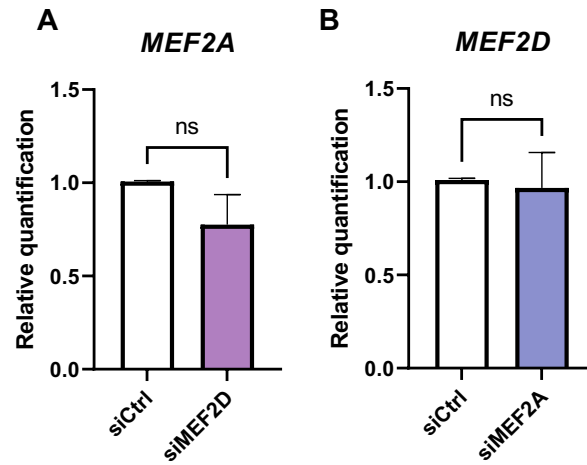 A
MEF2A
Relative quantification
1.5
1.0
0.5
0.0
ns
siCtrl
siMEF2D
B
MEF2D
Relative quantification
1.5
1.0
0.5
0.0
ns
siCtrl
siMEF2A